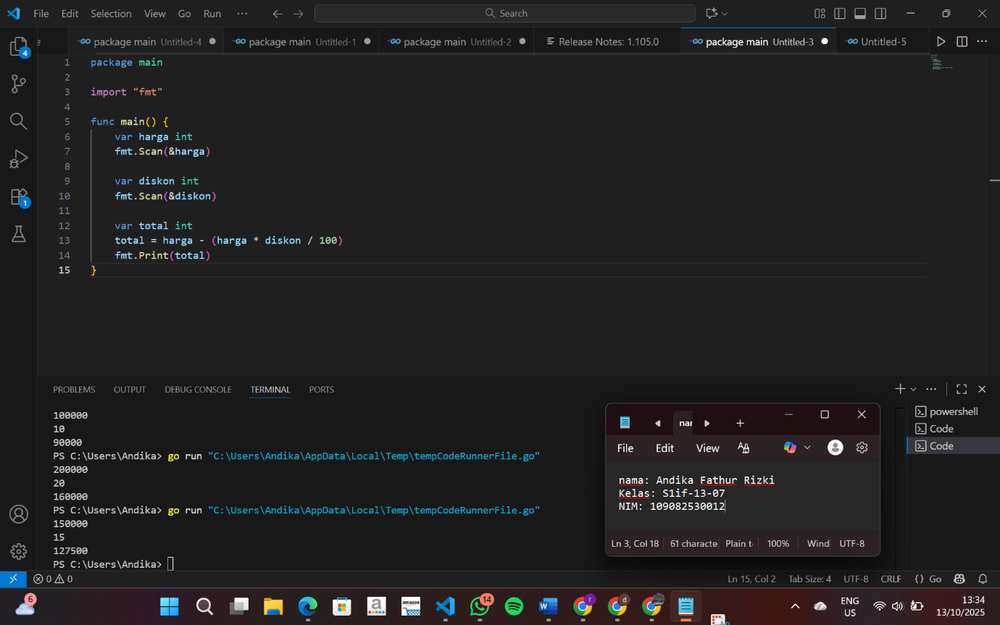 File Edit Selection View Go Run ··· Search
package main Untitled-4 package main Untitled-1 package main Untitled-2 Release Notes: 1.105.0 package main Untitled-3 Untitled-5
4
1 package main
2
3 import "fmt"
4
5 func main() {
6 var harga int
7 fmt.Scan(&harga)
8
9 var diskon int
10 fmt.Scan(&diskon)
11
12 var total int
13 total = harga - (harga * diskon / 100)
14 fmt.Print(total)
15 }
1
PROBLEMS OUTPUT DEBUG CONSOLE TERMINAL PORTS
100000
10
90000
PS C:\Users\Andika> go run "C:\Users\Andika\AppData\Local\Temp\tempCodeRunnerFile.go"
200000
20
160000
PS C:\Users\Andika> go run "C:\Users\Andika\AppData\Local\Temp\tempCodeRunnerFile.go"
150000
15
127500
PS C:\Users\Andika>
powershell
Code
Code
nar
File Edit View
nama: Andika Fathur Rizki
Kelas: S1if-13-07
NIM: 109082530012
Ln 3, Col 18 61 characte Plain t 100% Wind UTF-8
0 0 Ln 15, Col 2 Tab Size: 4 UTF-8 CRLF {} Go
6 a amazon 14 W r d ENG 13:34
US 13/10/2025